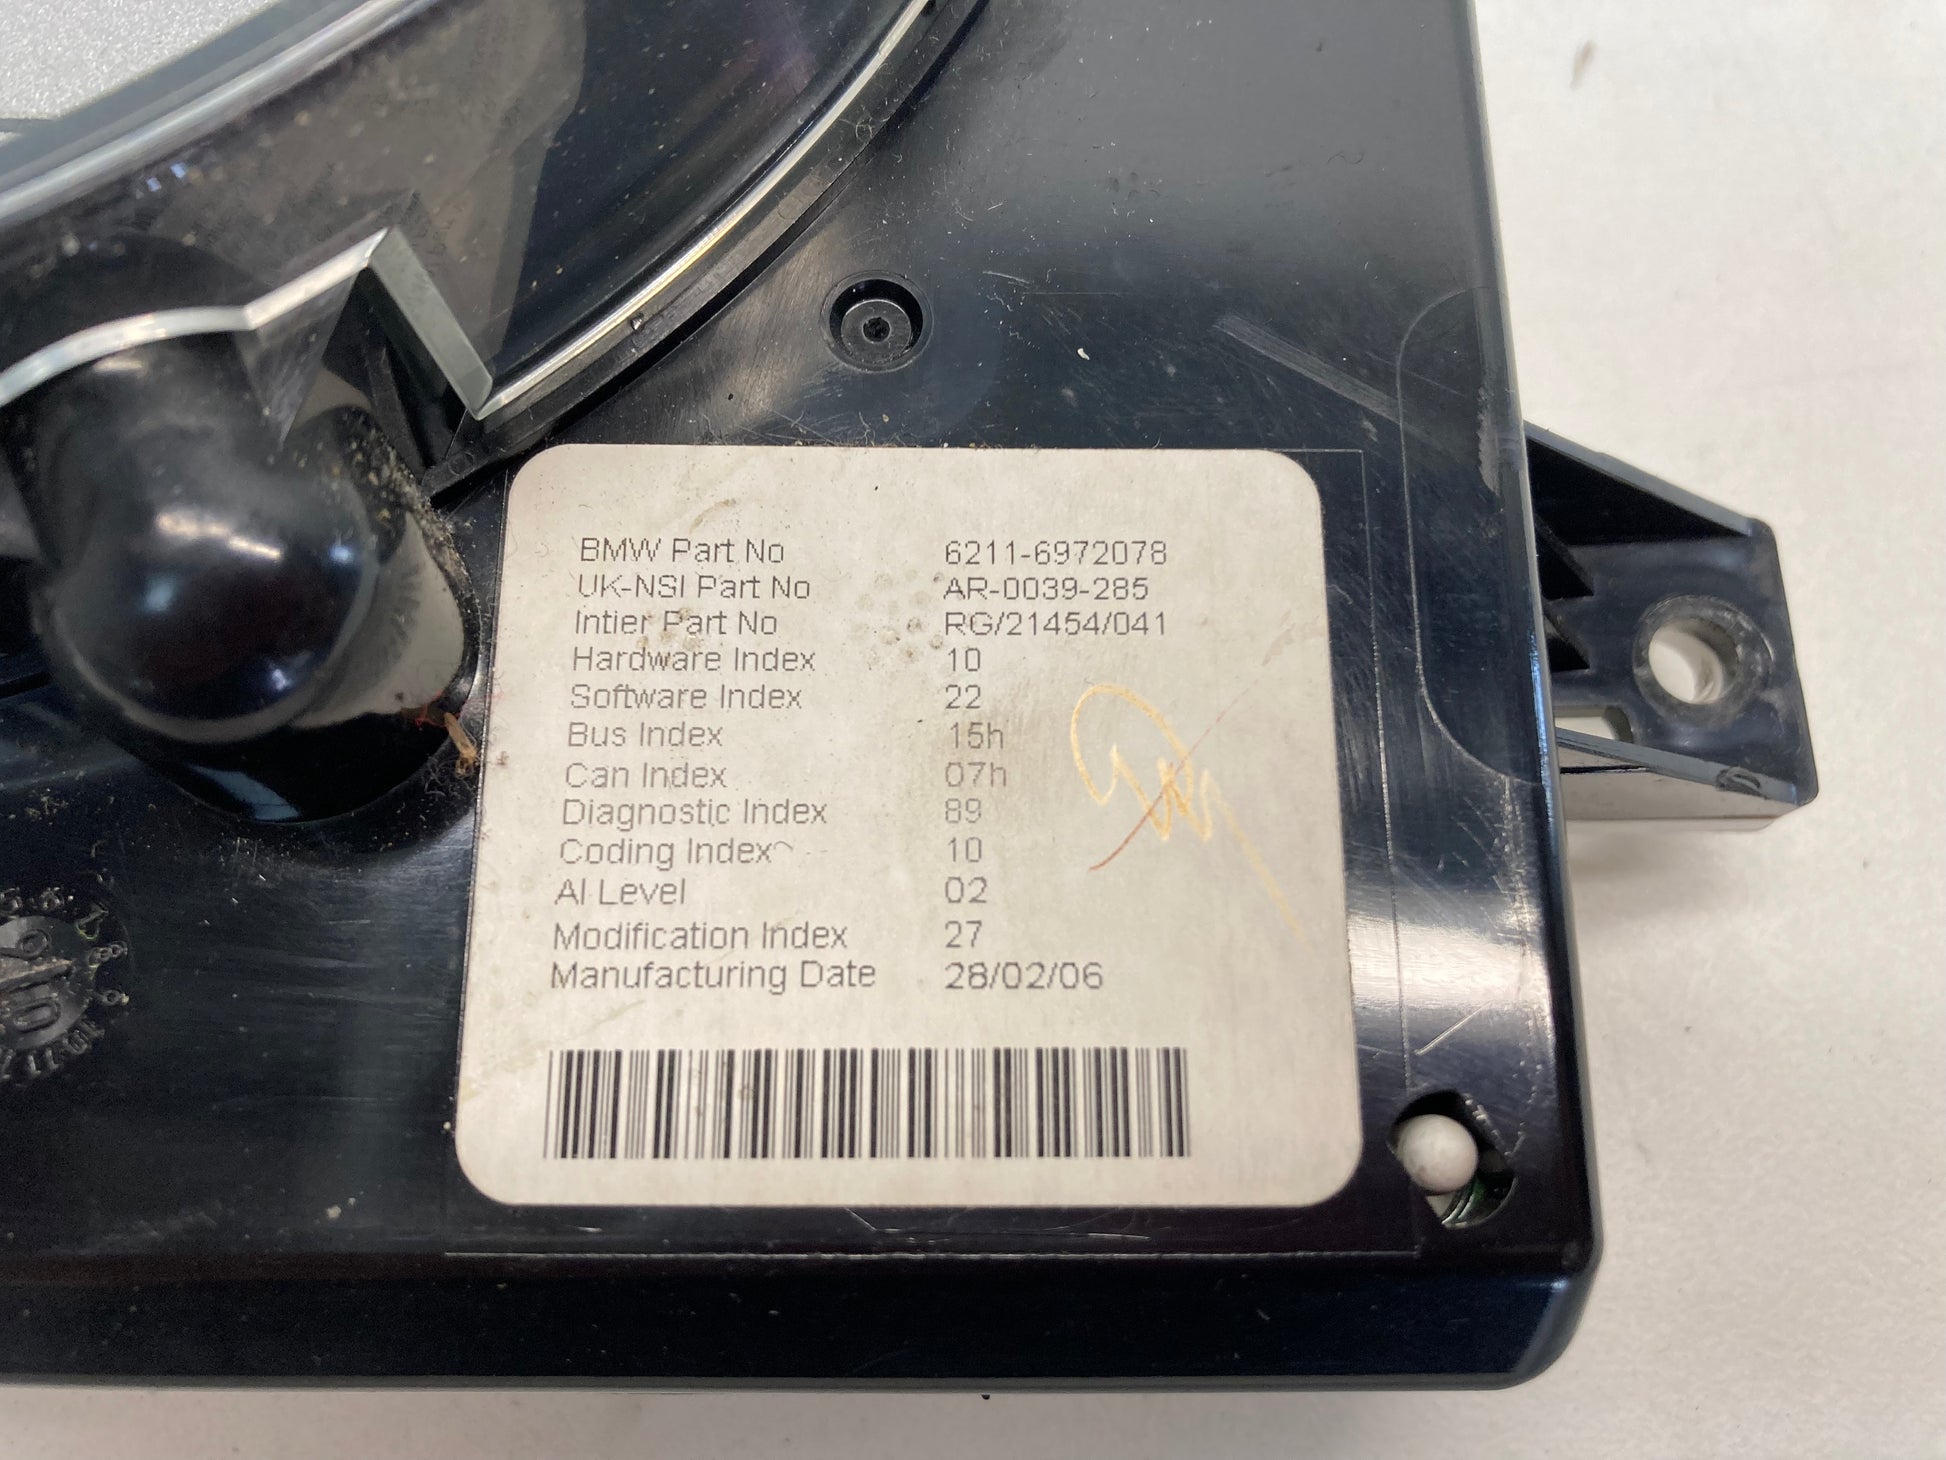 BMW Part No 6211-6972078
UK-NSI Part No AR-0039-285
Intier Part No RG/21454/041
Hardware Index 10
Software Index 22
Bus Index 15h
Can Index 07h
Diagnostic Index 89
Coding Index 10
AI Level 02
Modification Index 27
Manufacturing Date 28/02/06